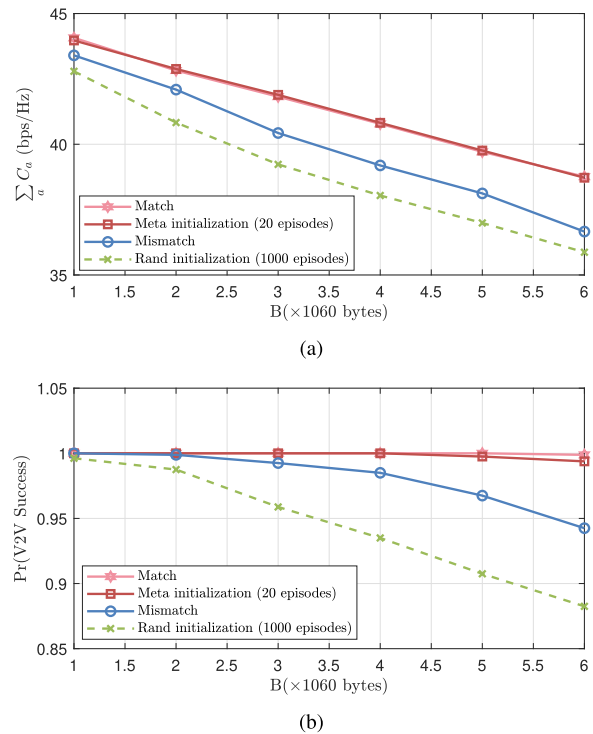 45
40
35
∑ₐ Cₐ (bps/Hz)
Match
Meta initialization (20 episodes)
Mismatch
Rand initialization (1000 episodes)
1 1.5 2 2.5 3 3.5 4 4.5 5 5.5 6
B(×1060 bytes)
(a)
1.05
1
0.95
0.9
0.85
Pr(V2V Success)
Match
Meta initialization (20 episodes)
Mismatch
Rand initialization (1000 episodes)
1 1.5 2 2.5 3 3.5 4 4.5 5 5.5 6
B(×1060 bytes)
(b)